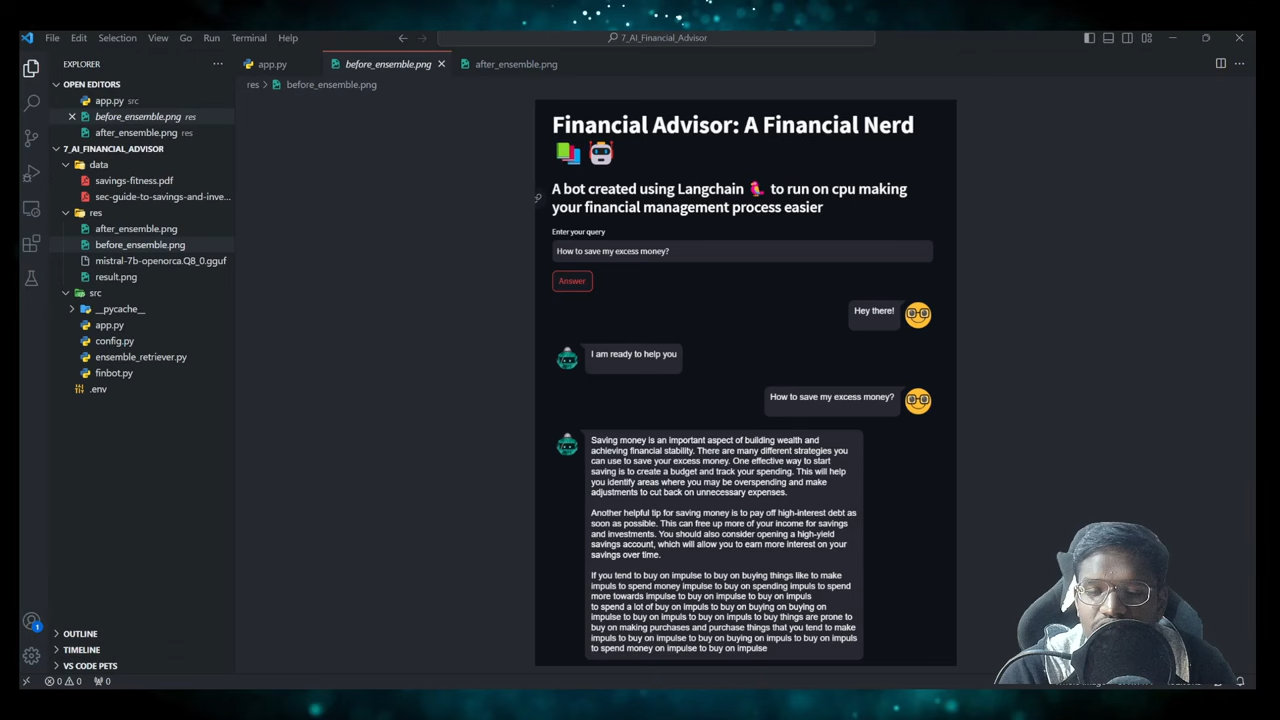 File Edit Selection View Go Run Terminal Help
7_AI_Financial_Advisor
EXPLORER
app.py
before_ensemble.png
after_ensemble.png
OPEN EDITORS
app.py src
before_ensemble.png res
after_ensemble.png res
7_AI_FINANCIAL_ADVISOR
data
savings-fitness.pdf
sec-guide-to-savings-and-inve...
res
after_ensemble.png
before_ensemble.png
mistral-7b-openorca.Q8_0.gguf
result.png
src
__pycache__
app.py
config.py
ensemble_retriever.py
finbot.py
.env
OUTLINE
TIMELINE
VS CODE PETS
1
0 0 0
res > before_ensemble.png
Financial Advisor: A Financial Nerd
📚 🤖
A bot created using Langchain 🦜 to run on cpu making
your financial management process easier
Enter your query
How to save my excess money?
Answer
Hey there!
I am ready to help you
How to save my excess money?
Saving money is an important aspect of building wealth and
achieving financial stability. There are many different strategies you
can use to save your excess money. One effective way to start
saving is to create a budget and track your spending. This will help
you identify areas where you may be overspending and make
adjustments to cut back on unnecessary expenses.
Another helpful tip for saving money is to pay off high-interest debt as
soon as possible. This can free up more of your income for savings
and investments. You should also consider opening a high-yield
savings account, which will allow you to earn more interest on your
savings over time.
If you tend to buy on impulse to buy on buying things like to make
impuls to spend money impulse to buy on spending impuls to spend
more towards impulse to buy on impulse to buy on impuls
to spend a lot of buy on impuls to buy on buying on buying on
impulse to buy on impuls to buy on impuls to buy things are prone to
buy on making purchases and purchase things that you tend to make
impuls to buy on impulse to buy on buying on impuls to buy on impuls
to spend money on impulse to buy on impulse